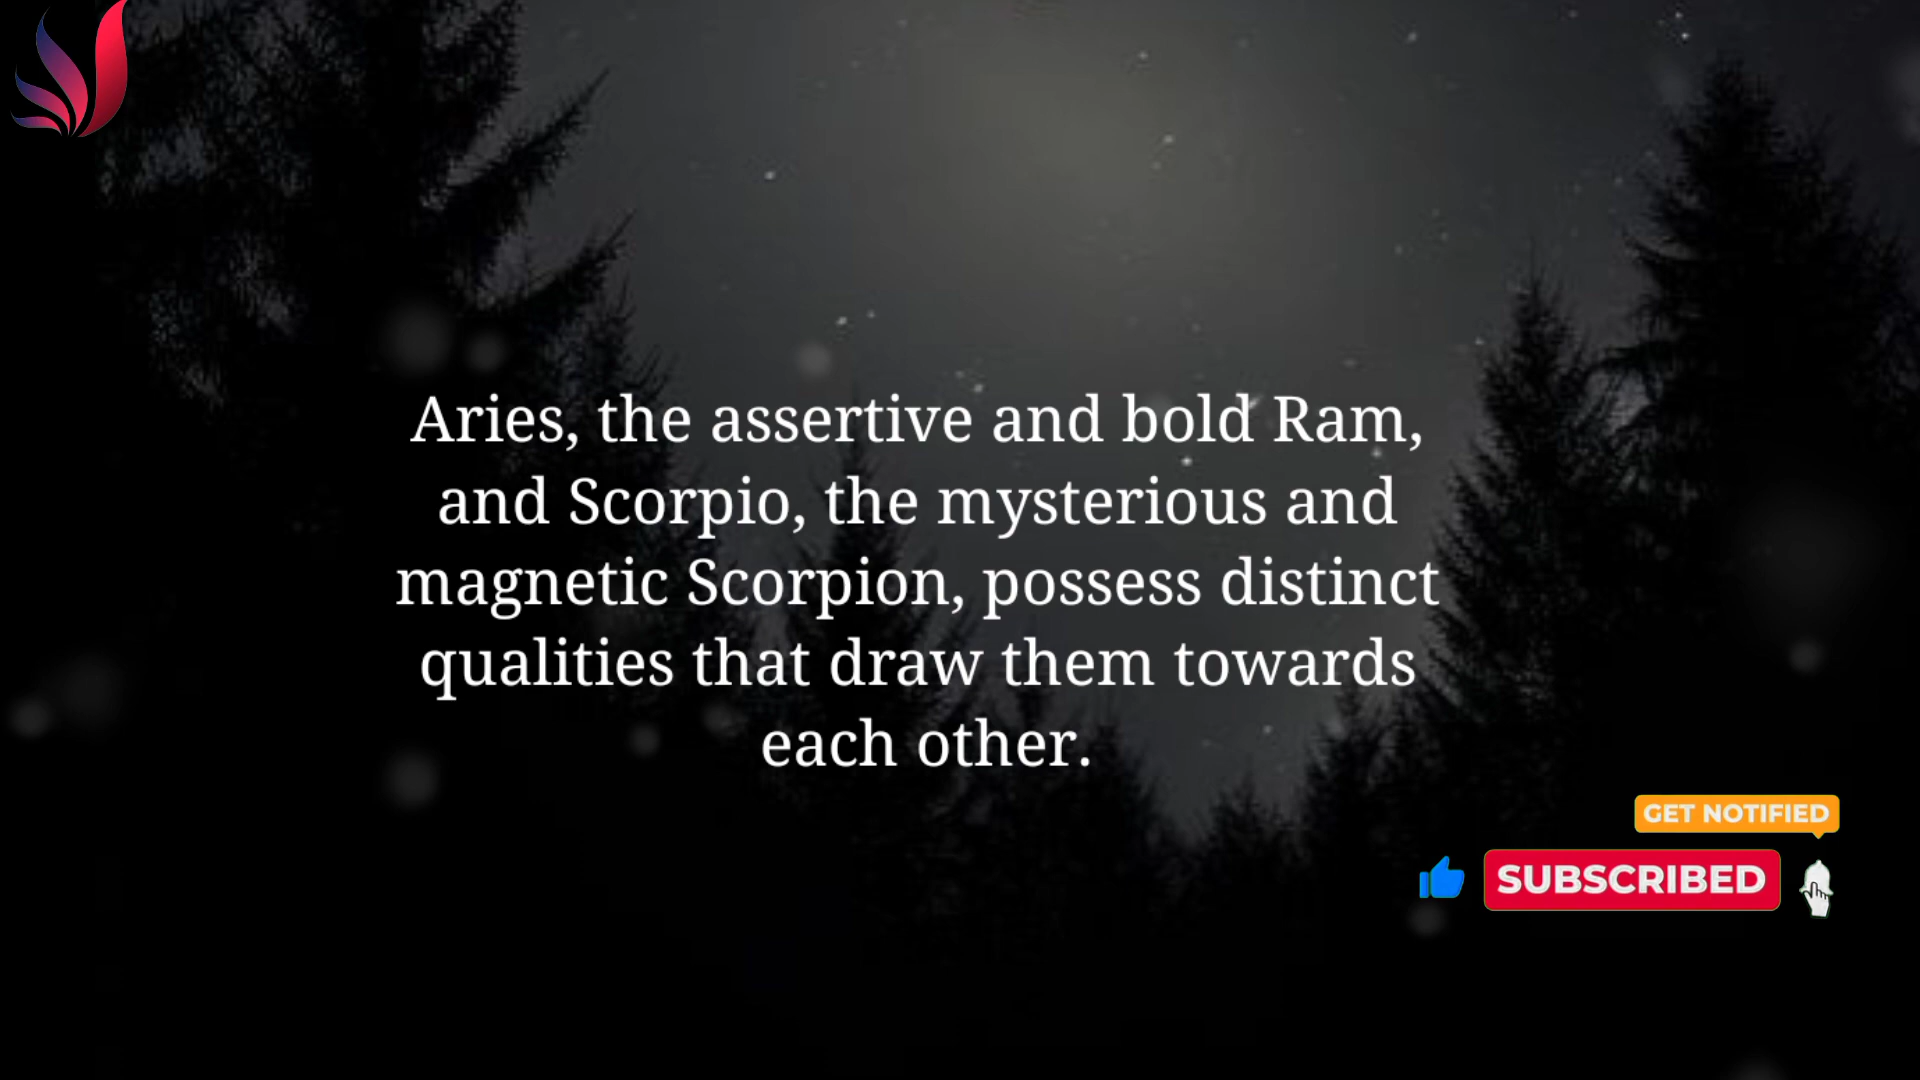 Aries, the assertive and bold Ram,
and Scorpio, the mysterious and
magnetic Scorpion, possess distinct
qualities that draw them towards
each other.
GET NOTIFIED
SUBSCRIBED